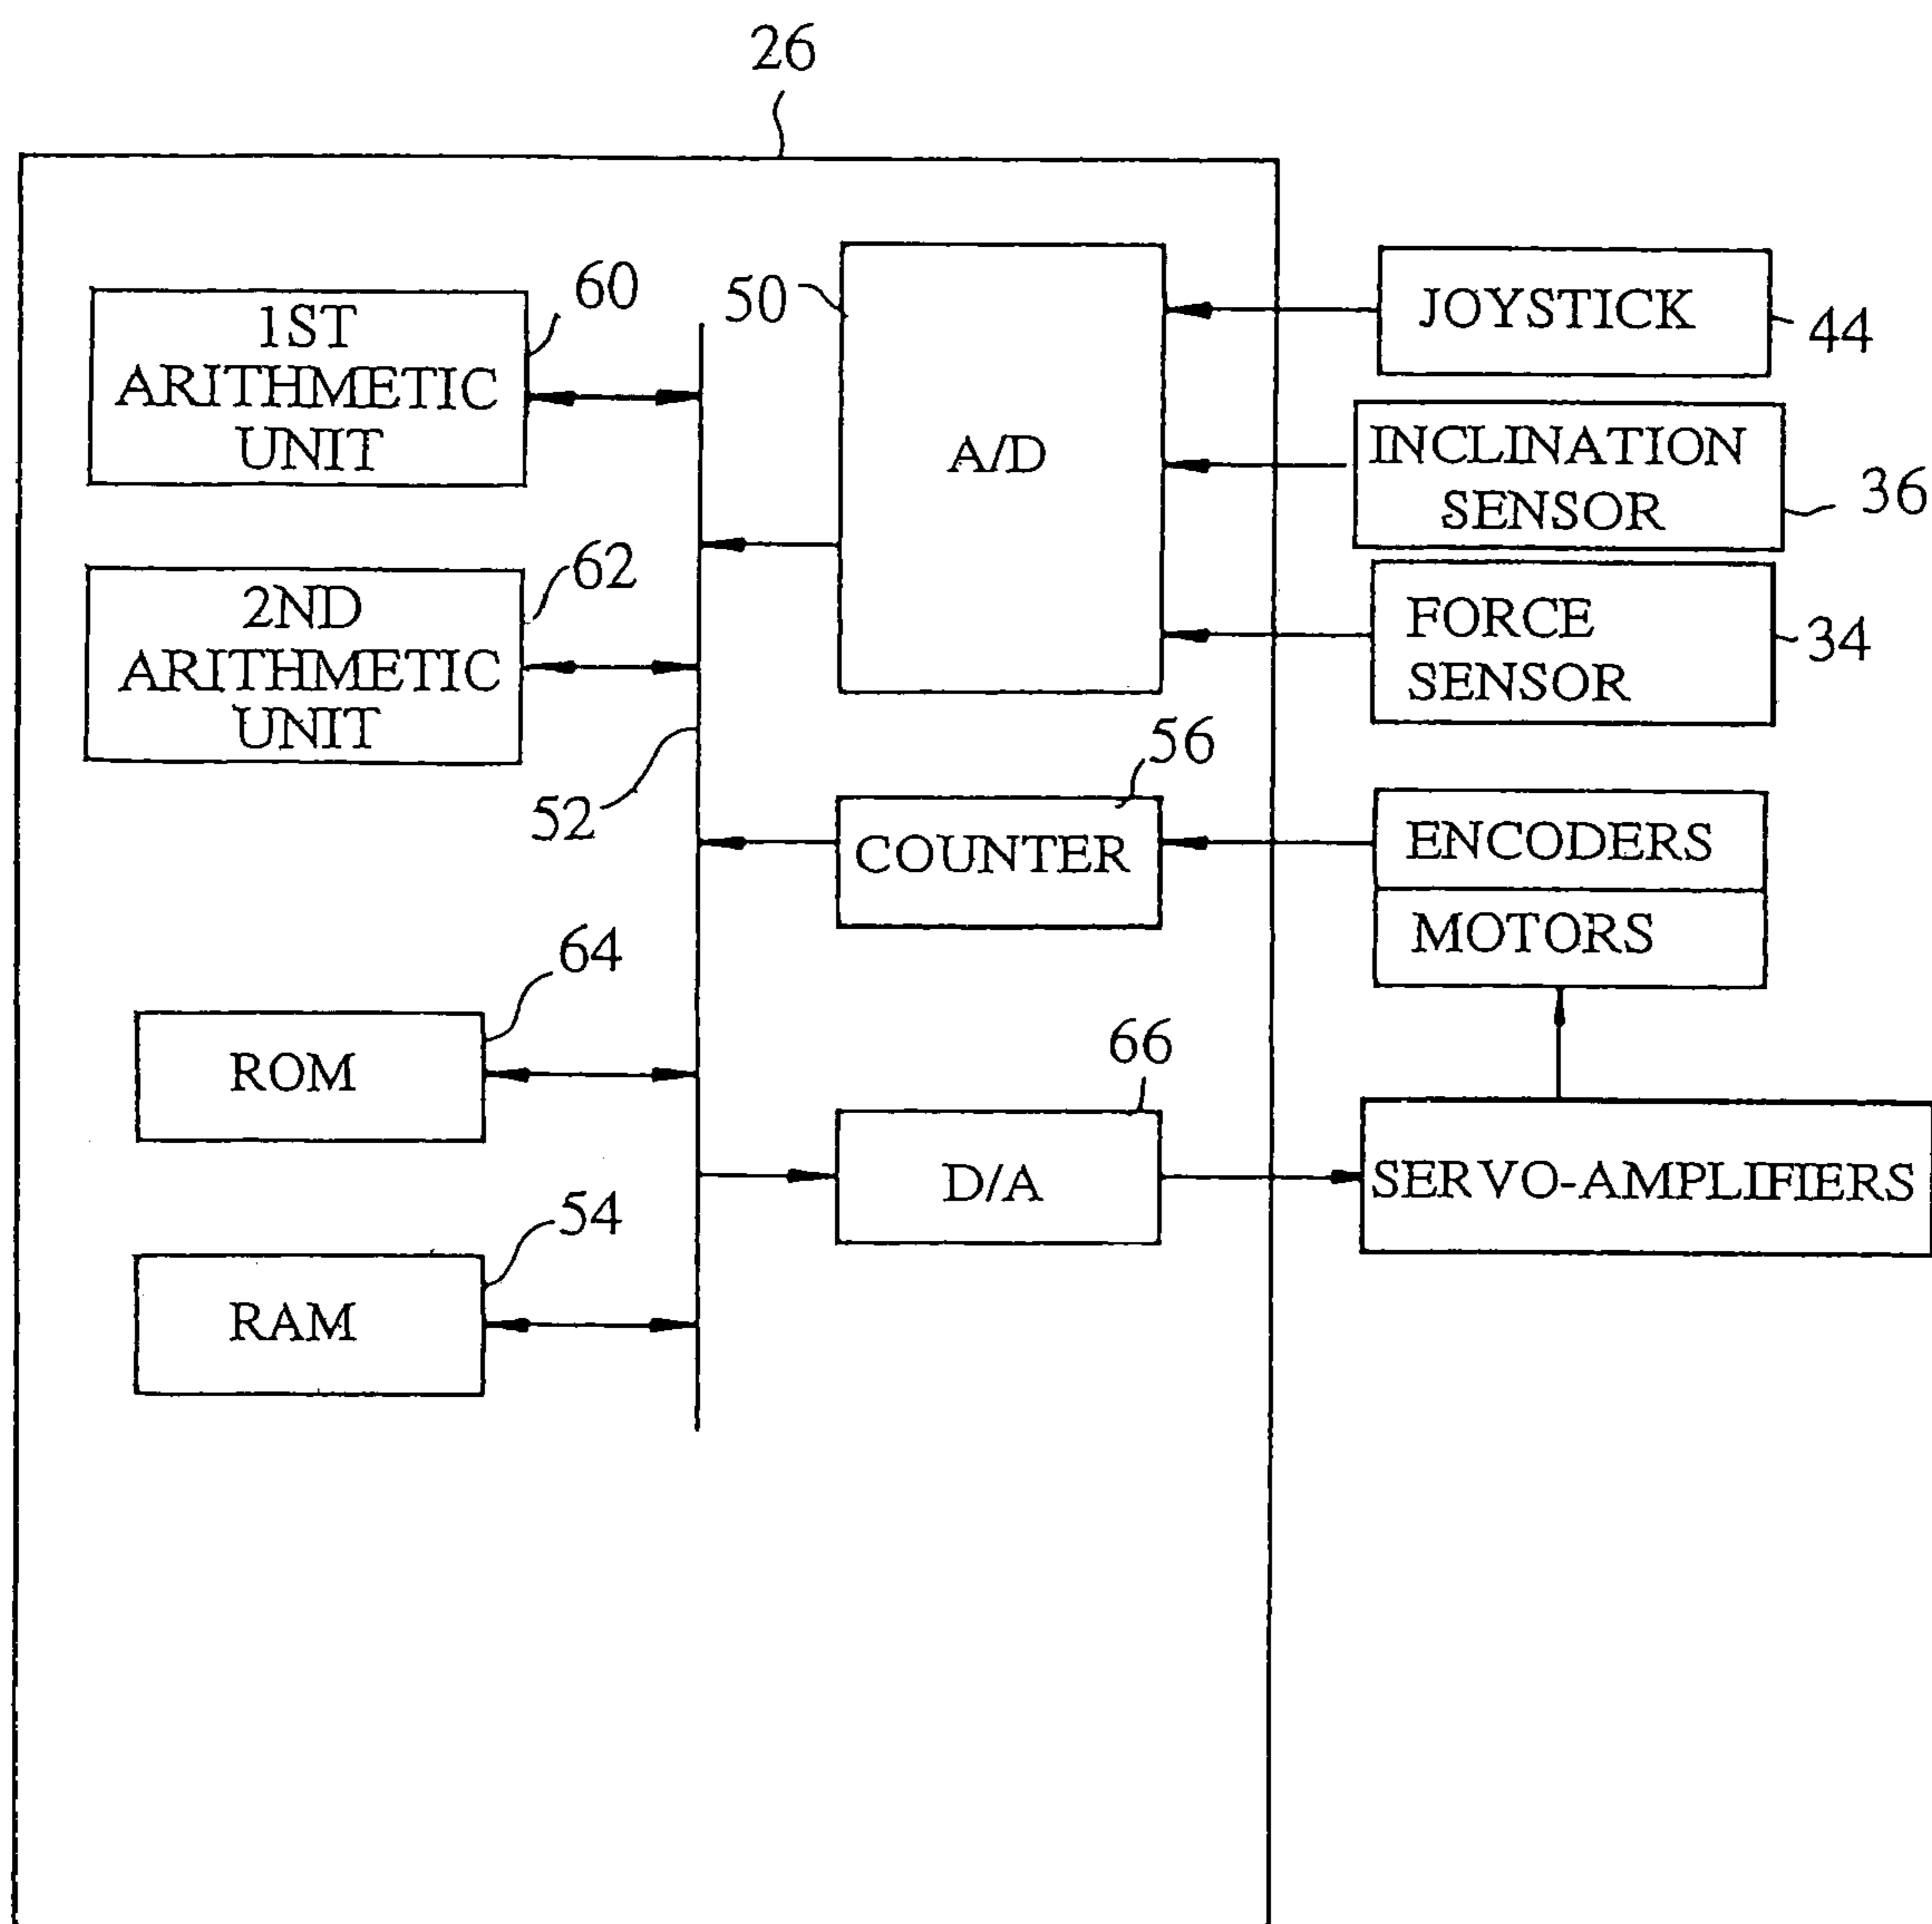 26
1ST
ARITHMETIC
UNIT
60
50
A/D
JOYSTICK
44
INCLINATION
SENSOR
36
2ND
ARITHMETIC
UNIT
62
FORCE
SENSOR
34
52
56
COUNTER
ENCODERS
MOTORS
64
ROM
66
D/A
SERVO-AMPLIFIERS
54
RAM